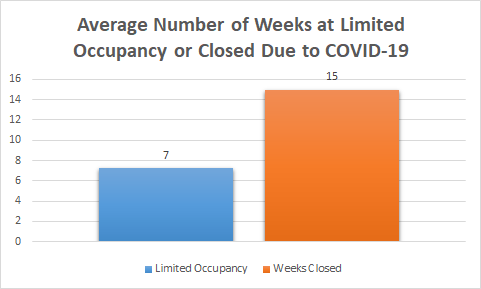 Average Number of Weeks at Limited
Occupancy or Closed Due to COVID-19
16
14
12
10
8
6
4
2
0
7
15
Limited Occupancy
Weeks Closed